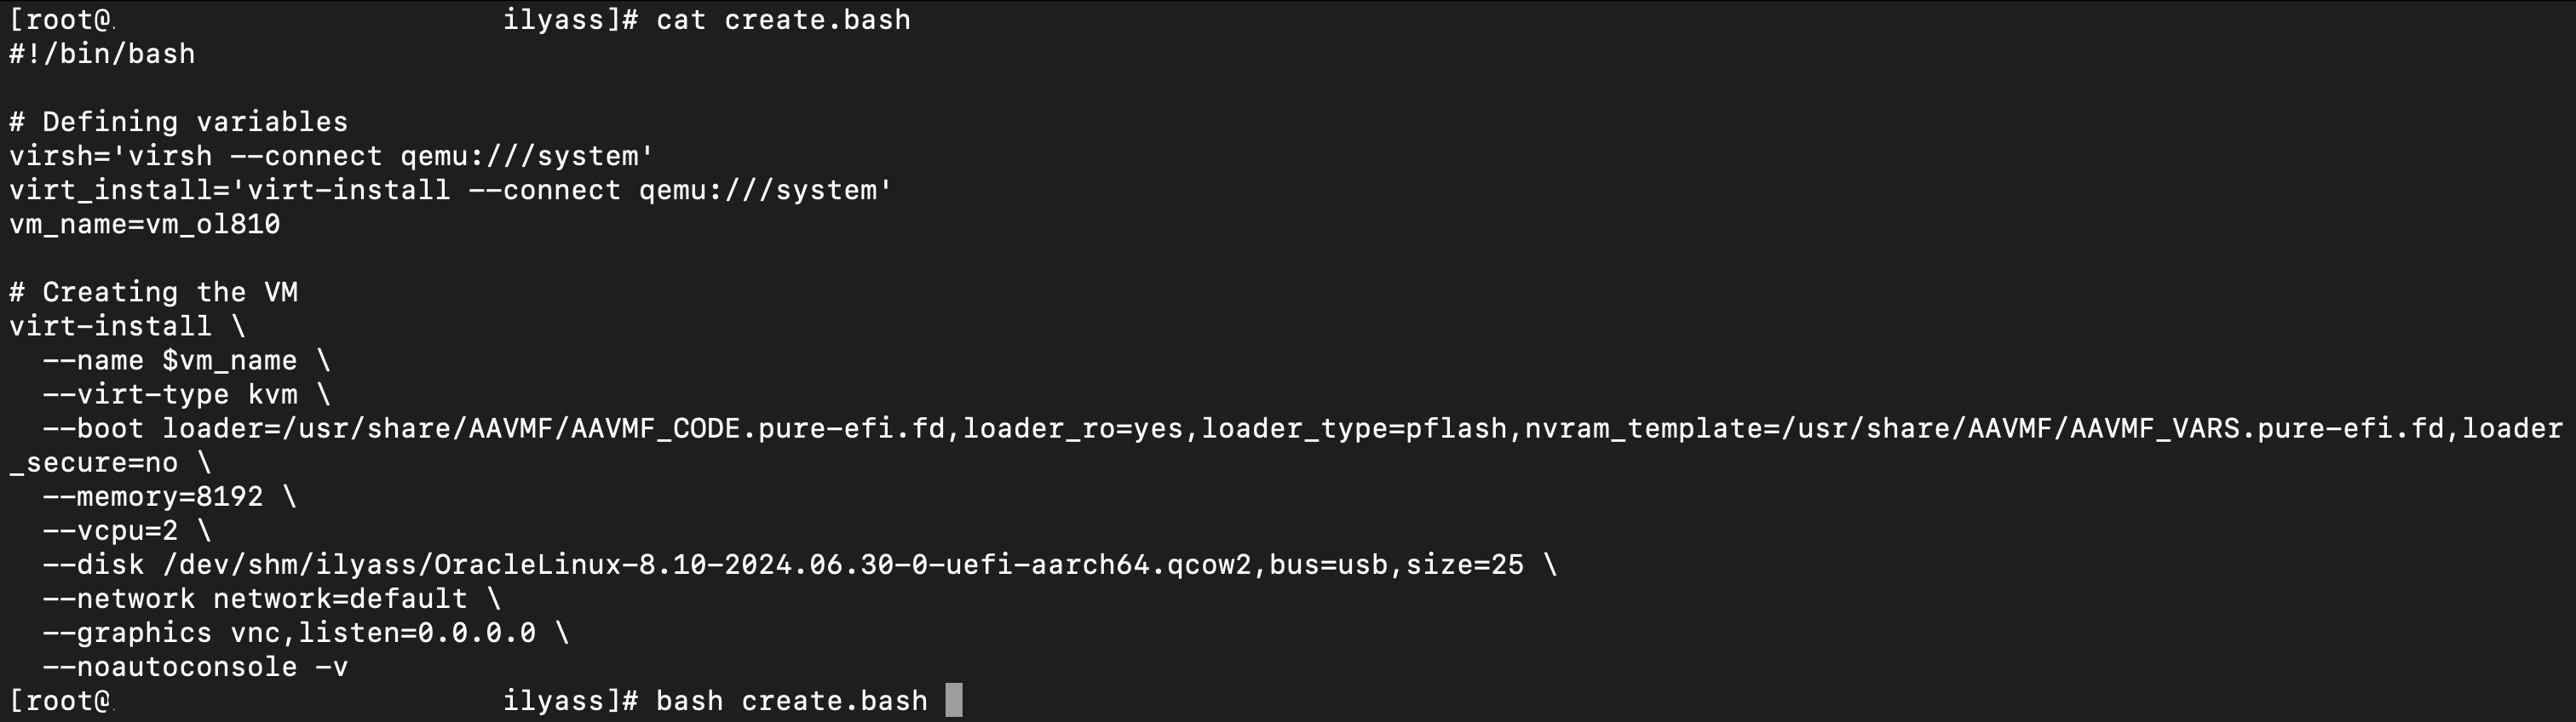 [root@ ilyass]# cat create.bash
#!/bin/bash
# Defining variables
virsh='virsh --connect qemu:///system'
virt_install='virt-install --connect qemu:///system'
vm_name=vm_ol810
# Creating the VM
virt-install \
  --name $vm_name \
  --virt-type kvm \
  --boot loader=/usr/share/AAVMF/AAVMF_CODE.pure-efi.fd,loader_ro=yes,loader_type=pflash,nvram_template=/usr/share/AAVMF/AAVMF_VARS.pure-efi.fd,loader
_secure=no \
  --memory=8192 \
  --vcpu=2 \
  --disk /dev/shm/ilyass/OracleLinux-8.10-2024.06.30-0-uefi-aarch64.qcow2,bus=usb,size=25 \
  --network network=default \
  --graphics vnc,listen=0.0.0.0 \
  --noautoconsole -v
[root@ ilyass]# bash create.bash